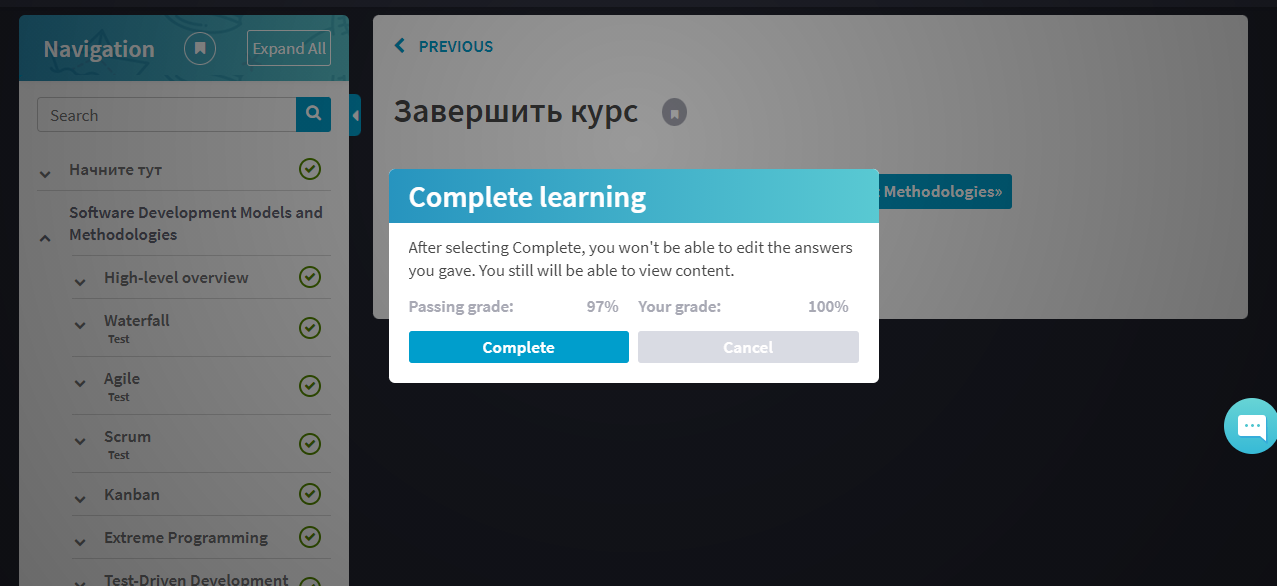 Navigation
Expand All
Search
Начните тут
Software Development Models and
Methodologies
High-level overview
Waterfall
Test
Agile
Test
Scrum
Test
Kanban
Extreme Programming
Test-Driven Development
PREVIOUS
Завершить курс
Methodologies»
Complete learning
After selecting Complete, you won't be able to edit the answers
you gave. You still will be able to view content.
Passing grade: 97% Your grade: 100%
Complete
Cancel